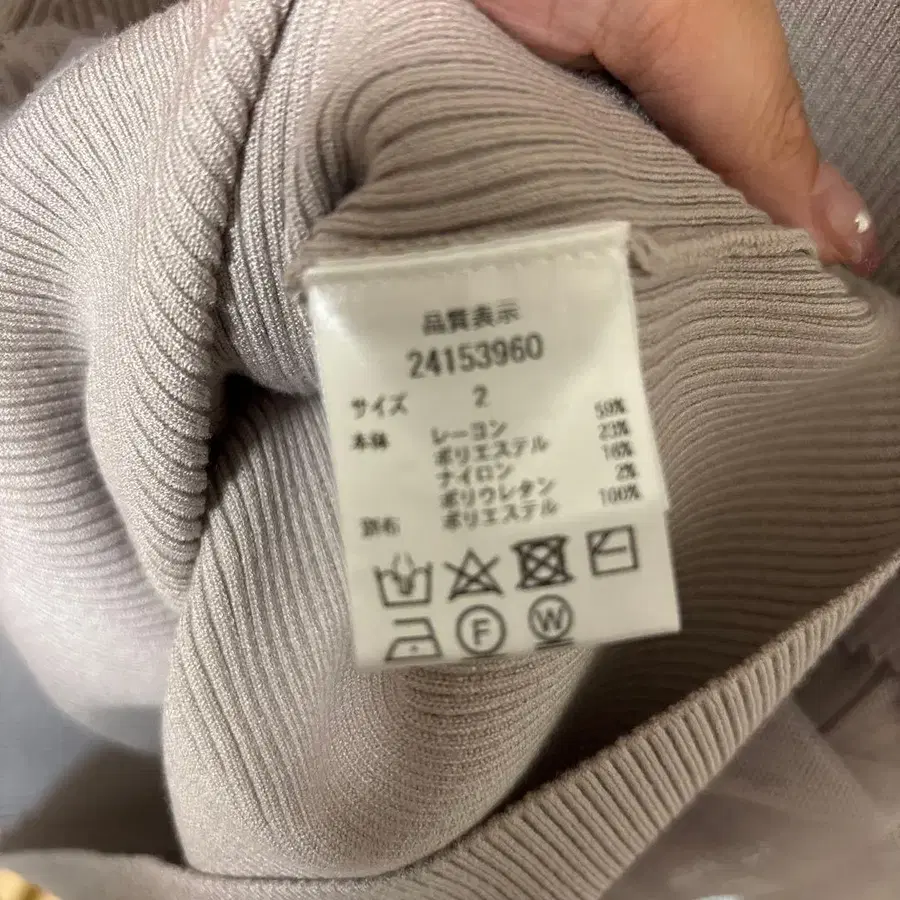 品質表示
24153960
サイズ 2
本体 レーヨン 59%
ポリエステル 23%
ナイロン 16%
ポリウレタン 2%
ポリエステル 100%
F W